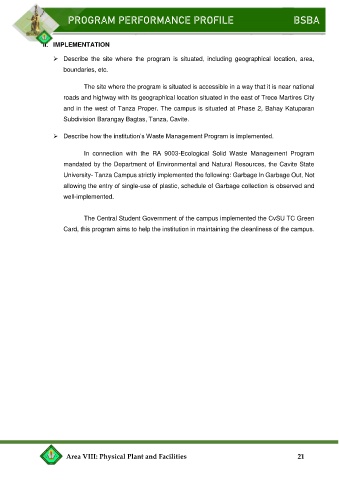 PROGRAM PERFORMANCE PROFILE BSBA
II. IMPLEMENTATION
➢ Describe the site where the program is situated, including geographical location, area,
boundaries, etc.
The site where the program is situated is accessible in a way that it is near national
roads and highway with its geographical location situated in the east of Trece Martires City
and in the west of Tanza Proper. The campus is situated at Phase 2, Bahay Katuparan
Subdivision Barangay Bagtas, Tanza, Cavite.
➢ Describe how the institution's Waste Management Program is implemented.
In connection with the RA 9003-Ecological Solid Waste Management Program
mandated by the Department of Environmental and Natural Resources, the Cavite State
University- Tanza Campus strictly implemented the following: Garbage In Garbage Out, Not
allowing the entry of single-use of plastic, schedule of Garbage collection is observed and
well-implemented.
The Central Student Government of the campus implemented the CvSU TC Green
Card, this program aims to help the institution in maintaining the cleanliness of the campus.
Area VIII: Physical Plant and Facilities 21